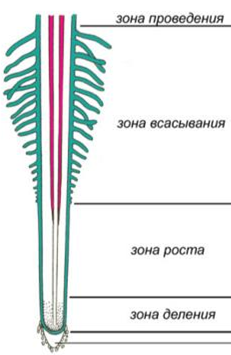 зона проведения
зона всасывания
зона роста
зона деления